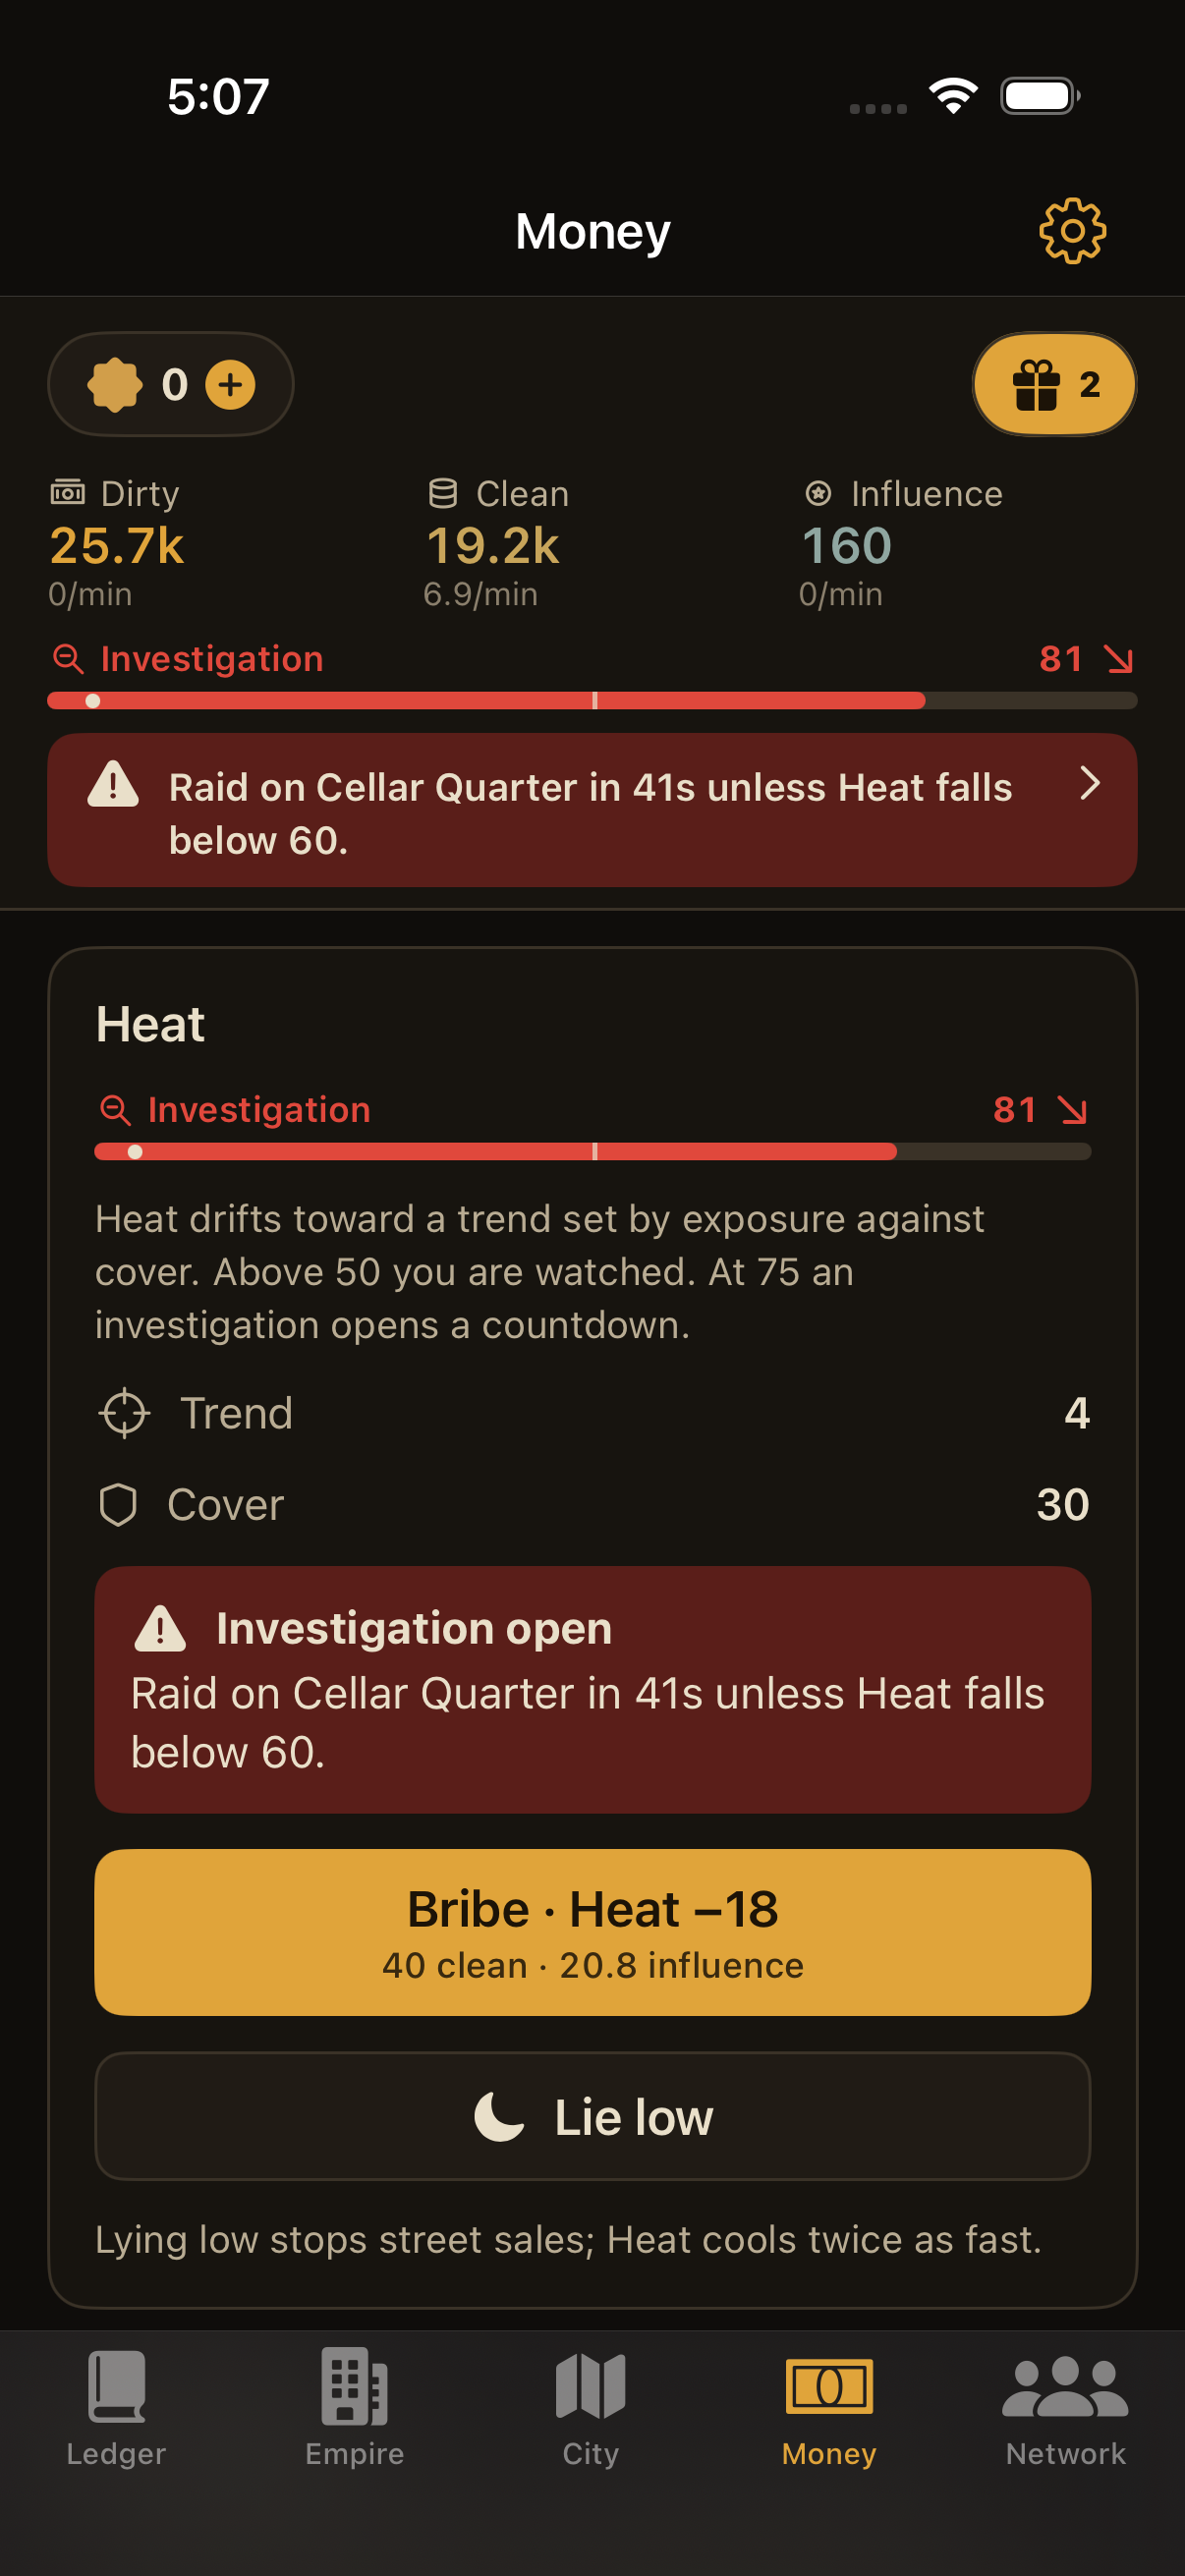 5:07
Money
0
2
Dirty
Clean
Influence
25.7k
19.2k
160
0/min
6.9/min
0/min
Investigation
81
Raid on Cellar Quarter in 41s unless Heat falls
below 60.
Heat
Investigation
81
Heat drifts toward a trend set by exposure against
cover. Above 50 you are watched. At 75 an
investigation opens a countdown.
Trend
4
Cover
30
Investigation open
Raid on Cellar Quarter in 41s unless Heat falls
below 60.
Bribe · Heat −18
40 clean · 20.8 influence
Lie low
Lying low stops street sales; Heat cools twice as fast.
Ledger
Empire
City
Money
Network